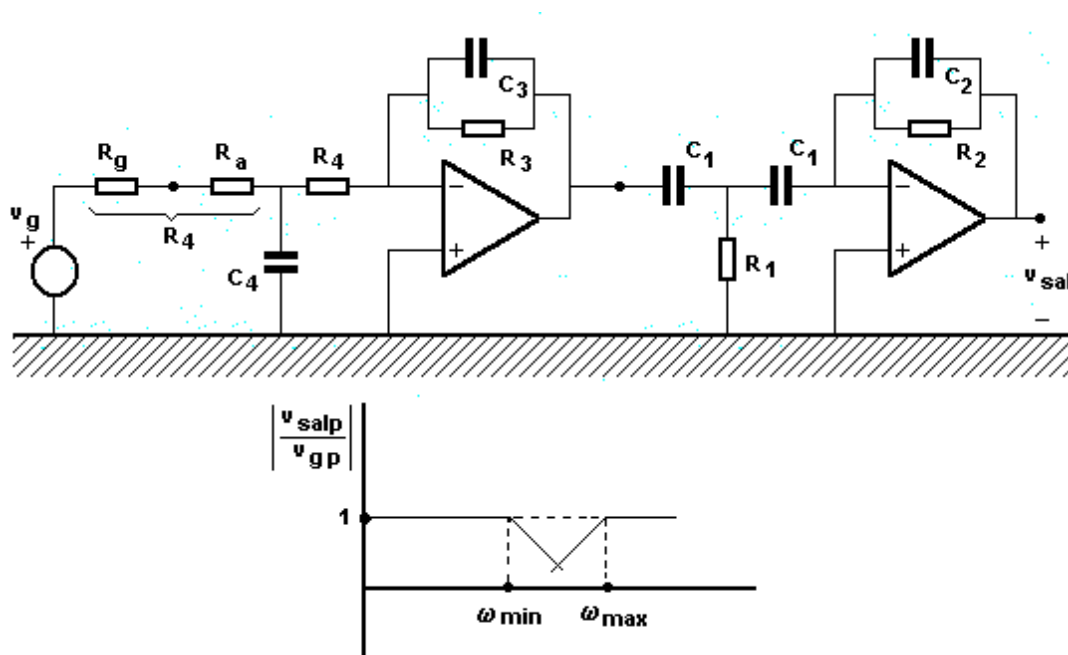 C3
C2
Rg
Ra
R4
R3
C1
C1
R2
vg
+
R4
C4
−
+
R1
−
+
+
vsal
−
vsalp
vgp
1
ωmin
ωmax